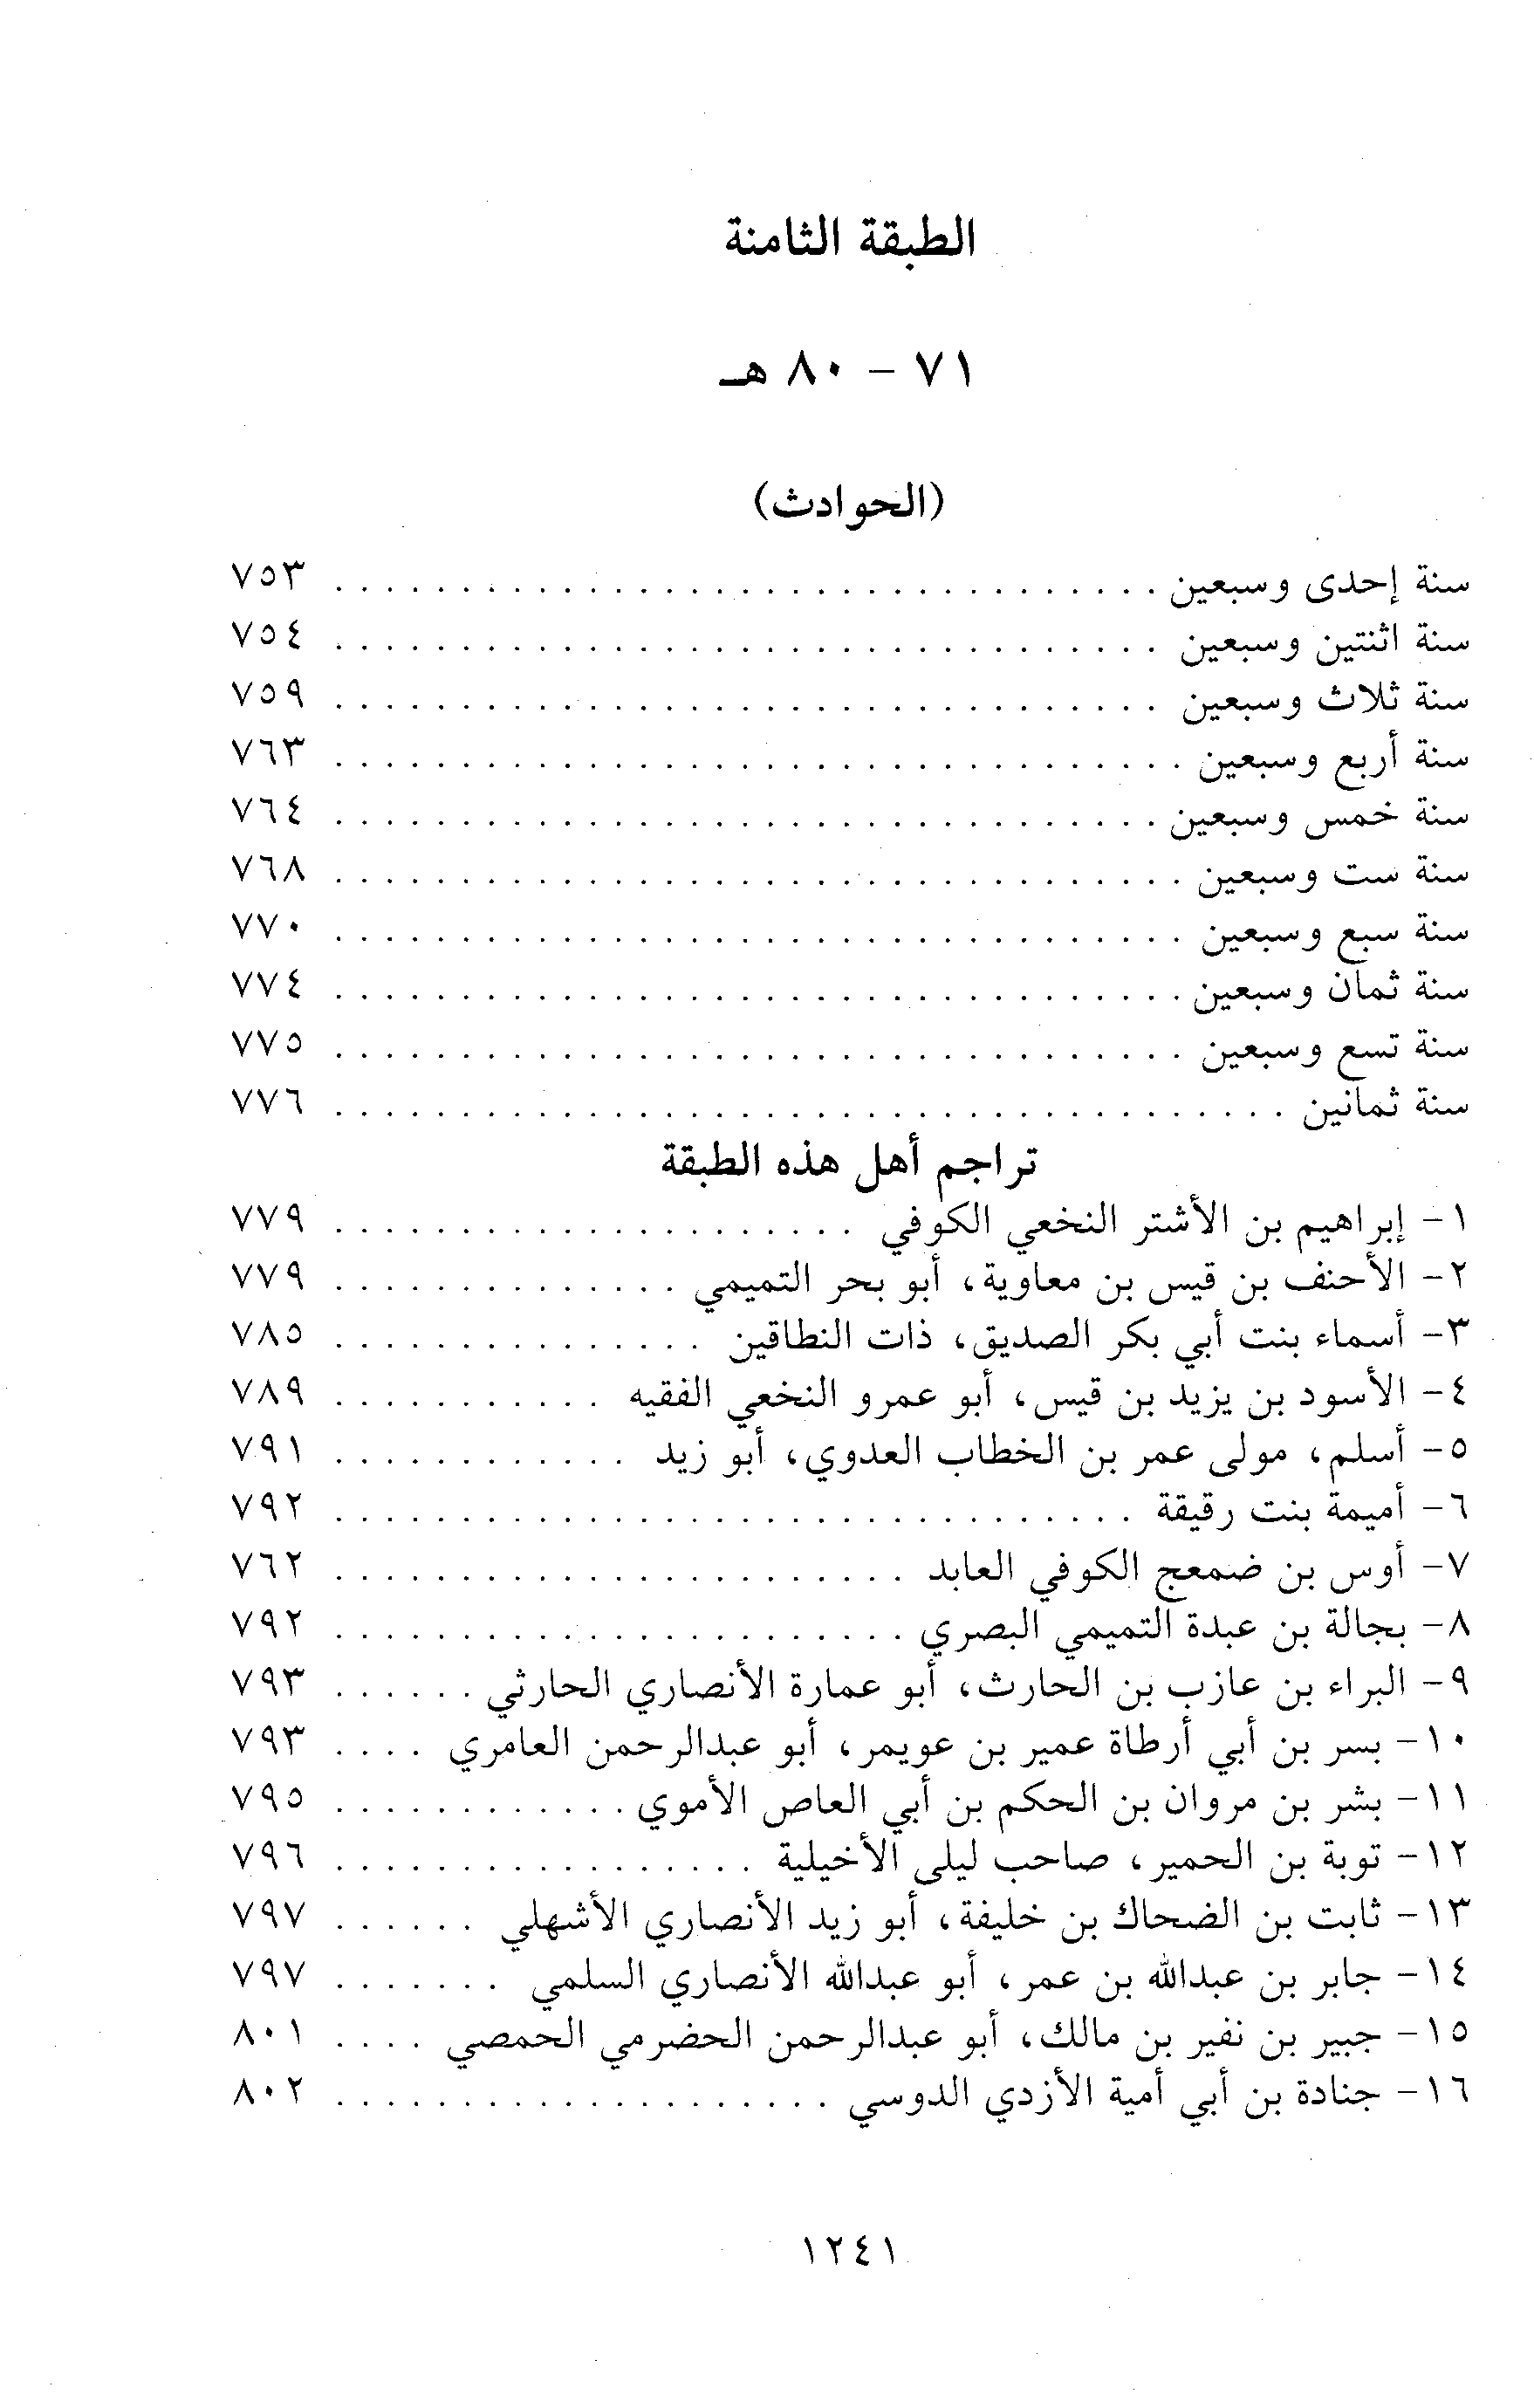 الطبقة الثامنة
٧١ - ٨٠ هـ
(الحوادث)
سنة إحدى وسبعين . . . . . . . . . . . . . . . . . . . . . . . . . . . . . . . . . ٧٥٣
سنة اثنتين وسبعين . . . . . . . . . . . . . . . . . . . . . . . . . . . . . . . . . ٧٥٤
سنة ثلاث وسبعين . . . . . . . . . . . . . . . . . . . . . . . . . . . . . . . . . ٧٥٩
سنة أربع وسبعين . . . . . . . . . . . . . . . . . . . . . . . . . . . . . . . . . . ٧٦٣
سنة خمس وسبعين . . . . . . . . . . . . . . . . . . . . . . . . . . . . . . . . . ٧٦٤
سنة ست وسبعين . . . . . . . . . . . . . . . . . . . . . . . . . . . . . . . . . . ٧٦٨
سنة سبع وسبعين . . . . . . . . . . . . . . . . . . . . . . . . . . . . . . . . . . ٧٧٠
سنة ثمان وسبعين . . . . . . . . . . . . . . . . . . . . . . . . . . . . . . . . . . ٧٧٤
سنة تسع وسبعين . . . . . . . . . . . . . . . . . . . . . . . . . . . . . . . . . . ٧٧٥
سنة ثمانين . . . . . . . . . . . . . . . . . . . . . . . . . . . . . . . . . . . . . . ٧٧٦
تراجم أهل هذه الطبقة
١- إبراهيم بن الأشتر النخعي الكوفي . . . . . . . . . . . . . . . . . . . . . ٧٧٩
٢- الأحنف بن قيس بن معاوية، أبو بحر التميمي . . . . . . . . . . . . . . ٧٧٩
٣- أسماء بنت أبي بكر الصديق، ذات النطاقين . . . . . . . . . . . . . . . ٧٨٥
٤- الأسود بن يزيد بن قيس، أبو عمرو النخعي الفقيه . . . . . . . . . . . ٧٨٩
٥- أسلم، مولى عمر بن الخطاب العدوي، أبو زيد . . . . . . . . . . . . ٧٩١
٦- أميمة بنت رقيقة . . . . . . . . . . . . . . . . . . . . . . . . . . . . . . . . ٧٩٢
٧- أوس بن ضمعج الكوفي العابد . . . . . . . . . . . . . . . . . . . . . . . ٧٦٢
٨- بجالة بن عبدة التميمي البصري . . . . . . . . . . . . . . . . . . . . . . . ٧٩٢
٩- البراء بن عازب بن الحارث، أبو عمارة الأنصاري الحارثي . . . . . . ٧٩٣
١٠- بسر بن أبي أرطاة عمير بن عويمر، أبو عبدالرحمن العامري . . . . ٧٩٣
١١- بشر بن مروان بن الحكم بن أبي العاص الأموي . . . . . . . . . . . . ٧٩٥
١٢- توبة بن الحمير، صاحب ليلى الأخيلية . . . . . . . . . . . . . . . . . ٧٩٦
١٣- ثابت بن الضحاك بن خليفة، أبو زيد الأنصاري الأشهلي . . . . . . ٧٩٧
١٤- جابر بن عبدالله بن عمر، أبو عبدالله الأنصاري السلمي . . . . . . . ٧٩٧
١٥- جبير بن نفير بن مالك، أبو عبدالرحمن الحضرمي الحمصي . . . . ٨٠١
١٦- جنادة بن أبي أمية الأزدي الدوسي . . . . . . . . . . . . . . . . . . . . ٨٠٢
١٢٤١